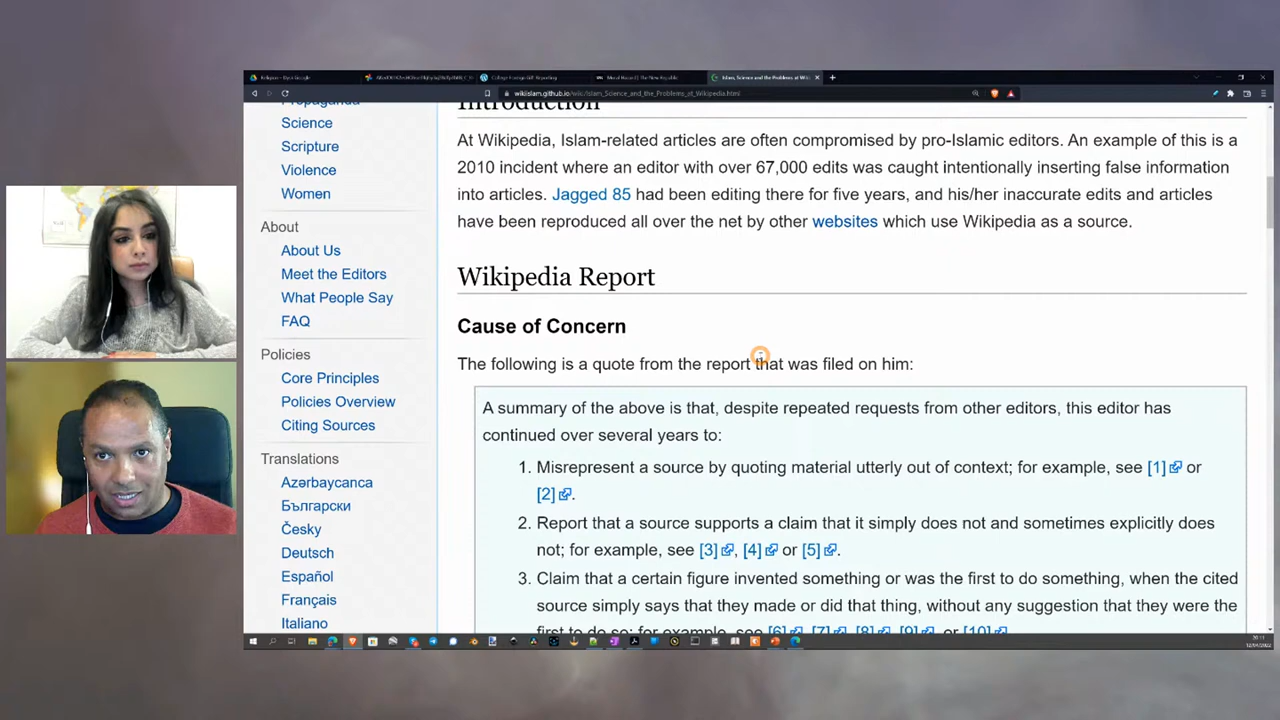 wikiislam.github.io/wiki/Islam_Science_and_the_Problems_at_Wikipedia.html
Propaganda
Science
Scripture
Violence
Women
About
About Us
Meet the Editors
What People Say
FAQ
Policies
Core Principles
Policies Overview
Citing Sources
Translations
Azərbaycanca
Български
Česky
Deutsch
Español
Français
Italiano
Introduction
At Wikipedia, Islam-related articles are often compromised by pro-Islamic editors. An example of this is a
2010 incident where an editor with over 67,000 edits was caught intentionally inserting false information
into articles. Jagged 85 had been editing there for five years, and his/her inaccurate edits and articles
have been reproduced all over the net by other websites which use Wikipedia as a source.
Wikipedia Report
Cause of Concern
The following is a quote from the report that was filed on him:
A summary of the above is that, despite repeated requests from other editors, this editor has
continued over several years to:
1. Misrepresent a source by quoting material utterly out of context; for example, see [1] or
[2].
2. Report that a source supports a claim that it simply does not and sometimes explicitly does
not; for example, see [3], [4] or [5].
3. Claim that a certain figure invented something or was the first to do something, when the cited
source simply says that they made or did that thing, without any suggestion that they were the
first to do so; for example, see [6], [7], [8], [9], or [10]
20:11